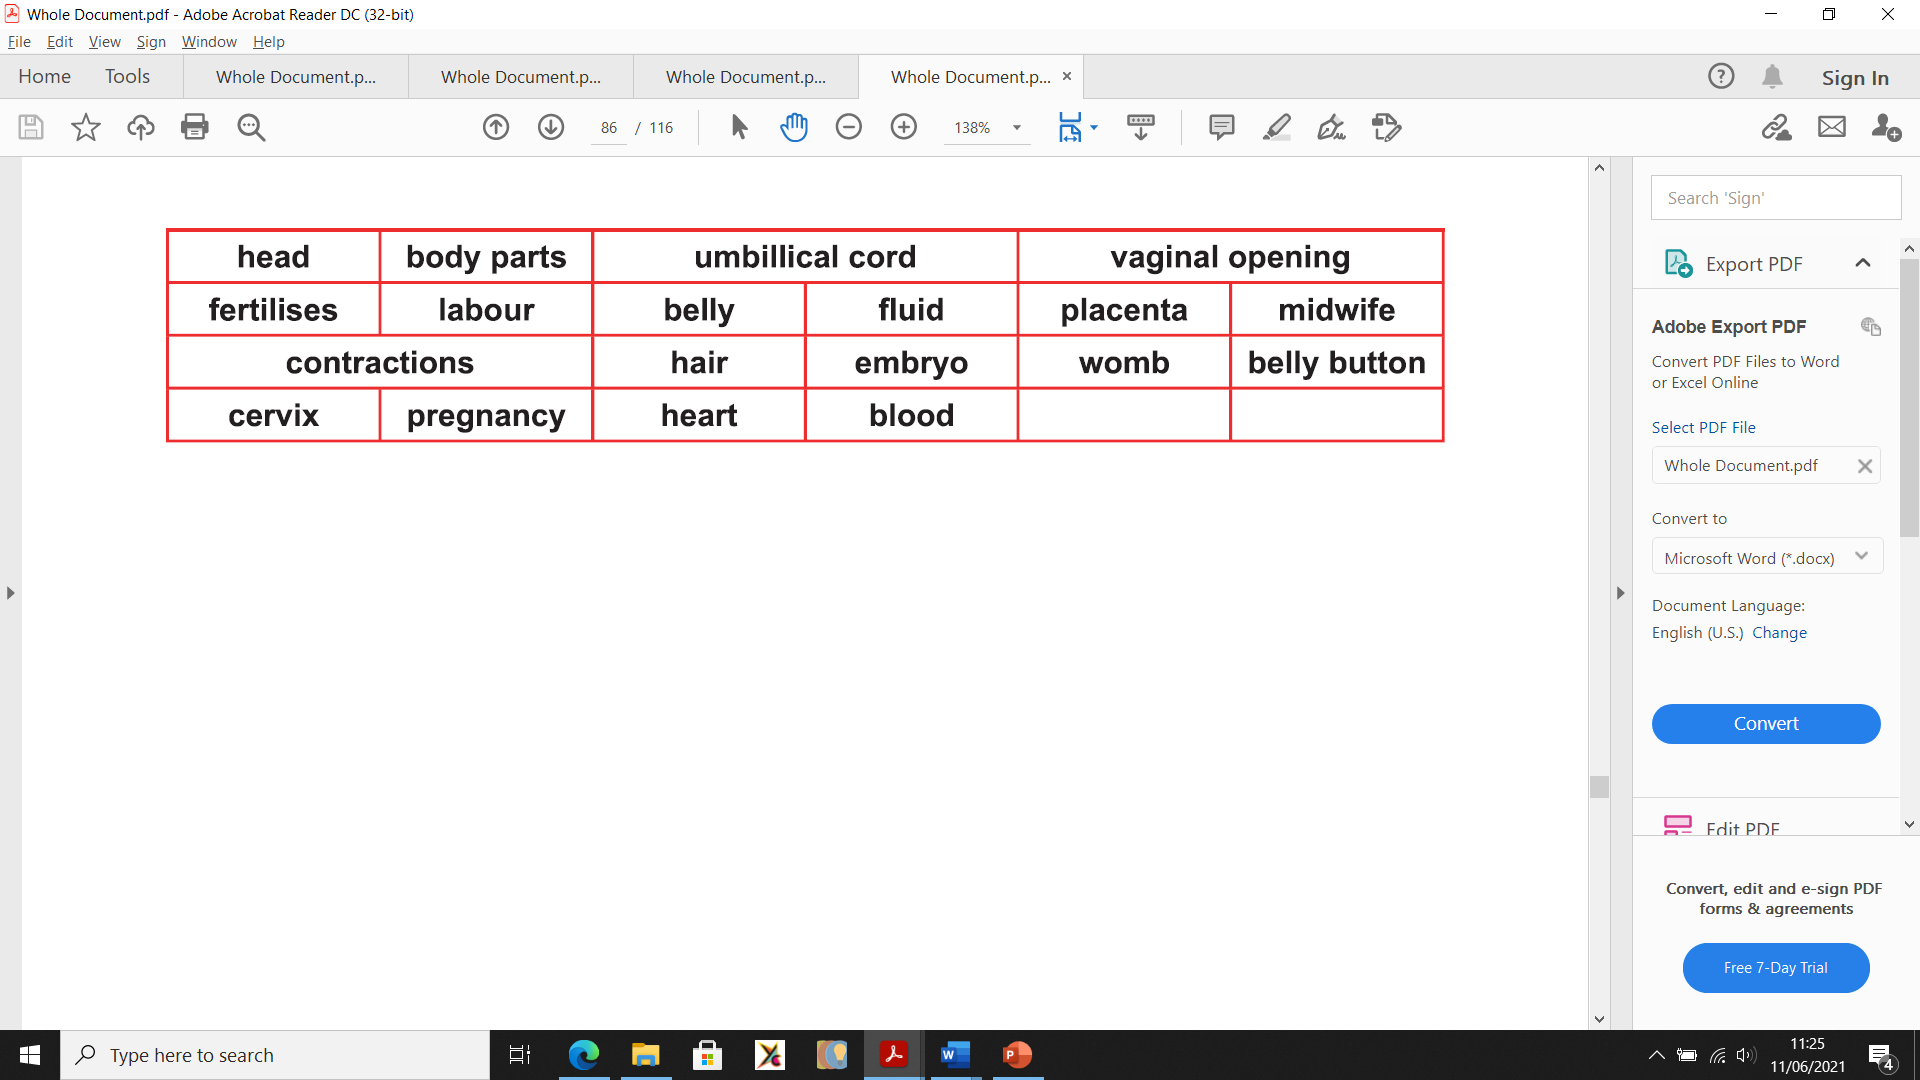 Whole Document.pdf - Adobe Acrobat Reader DC (32-bit)
File Edit View Sign Window Help
Home Tools Whole Document.p... Whole Document.p... Whole Document.p... Whole Document.p... × Sign In
86 / 116 138%
head body parts umbillical cord vaginal opening
fertilises labour belly fluid placenta midwife
contractions hair embryo womb belly button
cervix pregnancy heart blood
Search 'Sign'
Export PDF
Adobe Export PDF
Convert PDF Files to Word
or Excel Online
Select PDF File
Whole Document.pdf
Convert to
Microsoft Word (*.docx)
Document Language:
English (U.S.) Change
Convert
Edit PDF
Convert, edit and e-sign PDF
forms & agreements
Free 7-Day Trial
Type here to search
11:25
11/06/2021
4